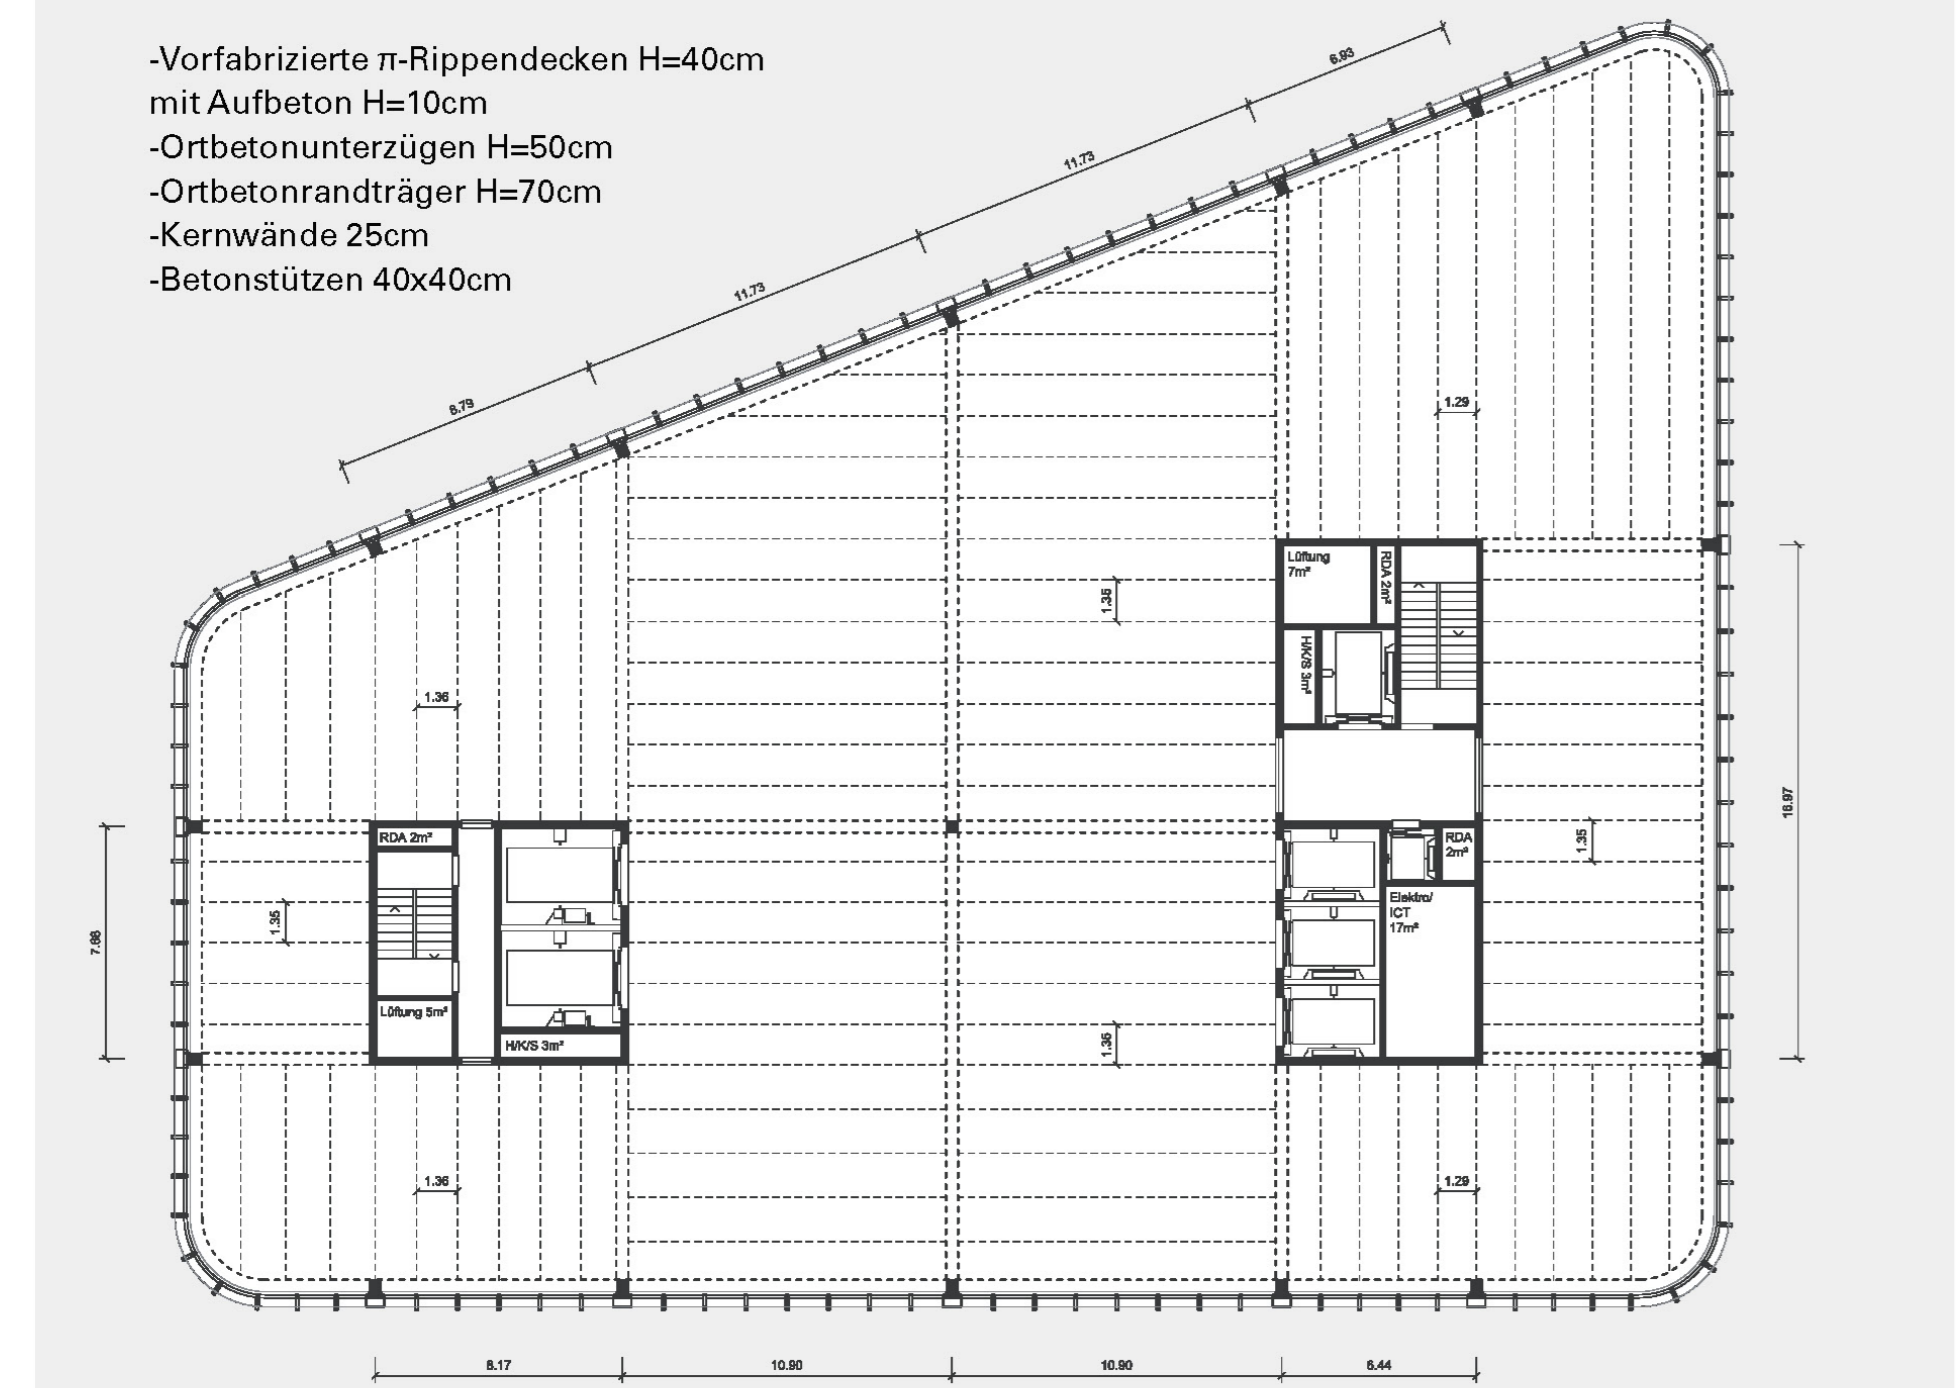 -Vorfabrizierte π-Rippendecken H=40cm
mit Aufbeton H=10cm
-Ortbetonunterzügen H=50cm
-Ortbetonrandträger H=70cm
-Kernwände 25cm
-Betonstützen 40x40cm
6.93
11.73
11.73
8.79
1.29
Lüftung
7m²
RDA 2m²
H/K/S 3m²
1.35
1.36
16.97
7.66
RDA 2m²
RDA
2m²
1.35
Elektro/
ICT
17m²
1.35
Lüftung 5m²
H/K/S 3m²
1.35
1.36
1.29
8.17
10.90
10.90
6.44